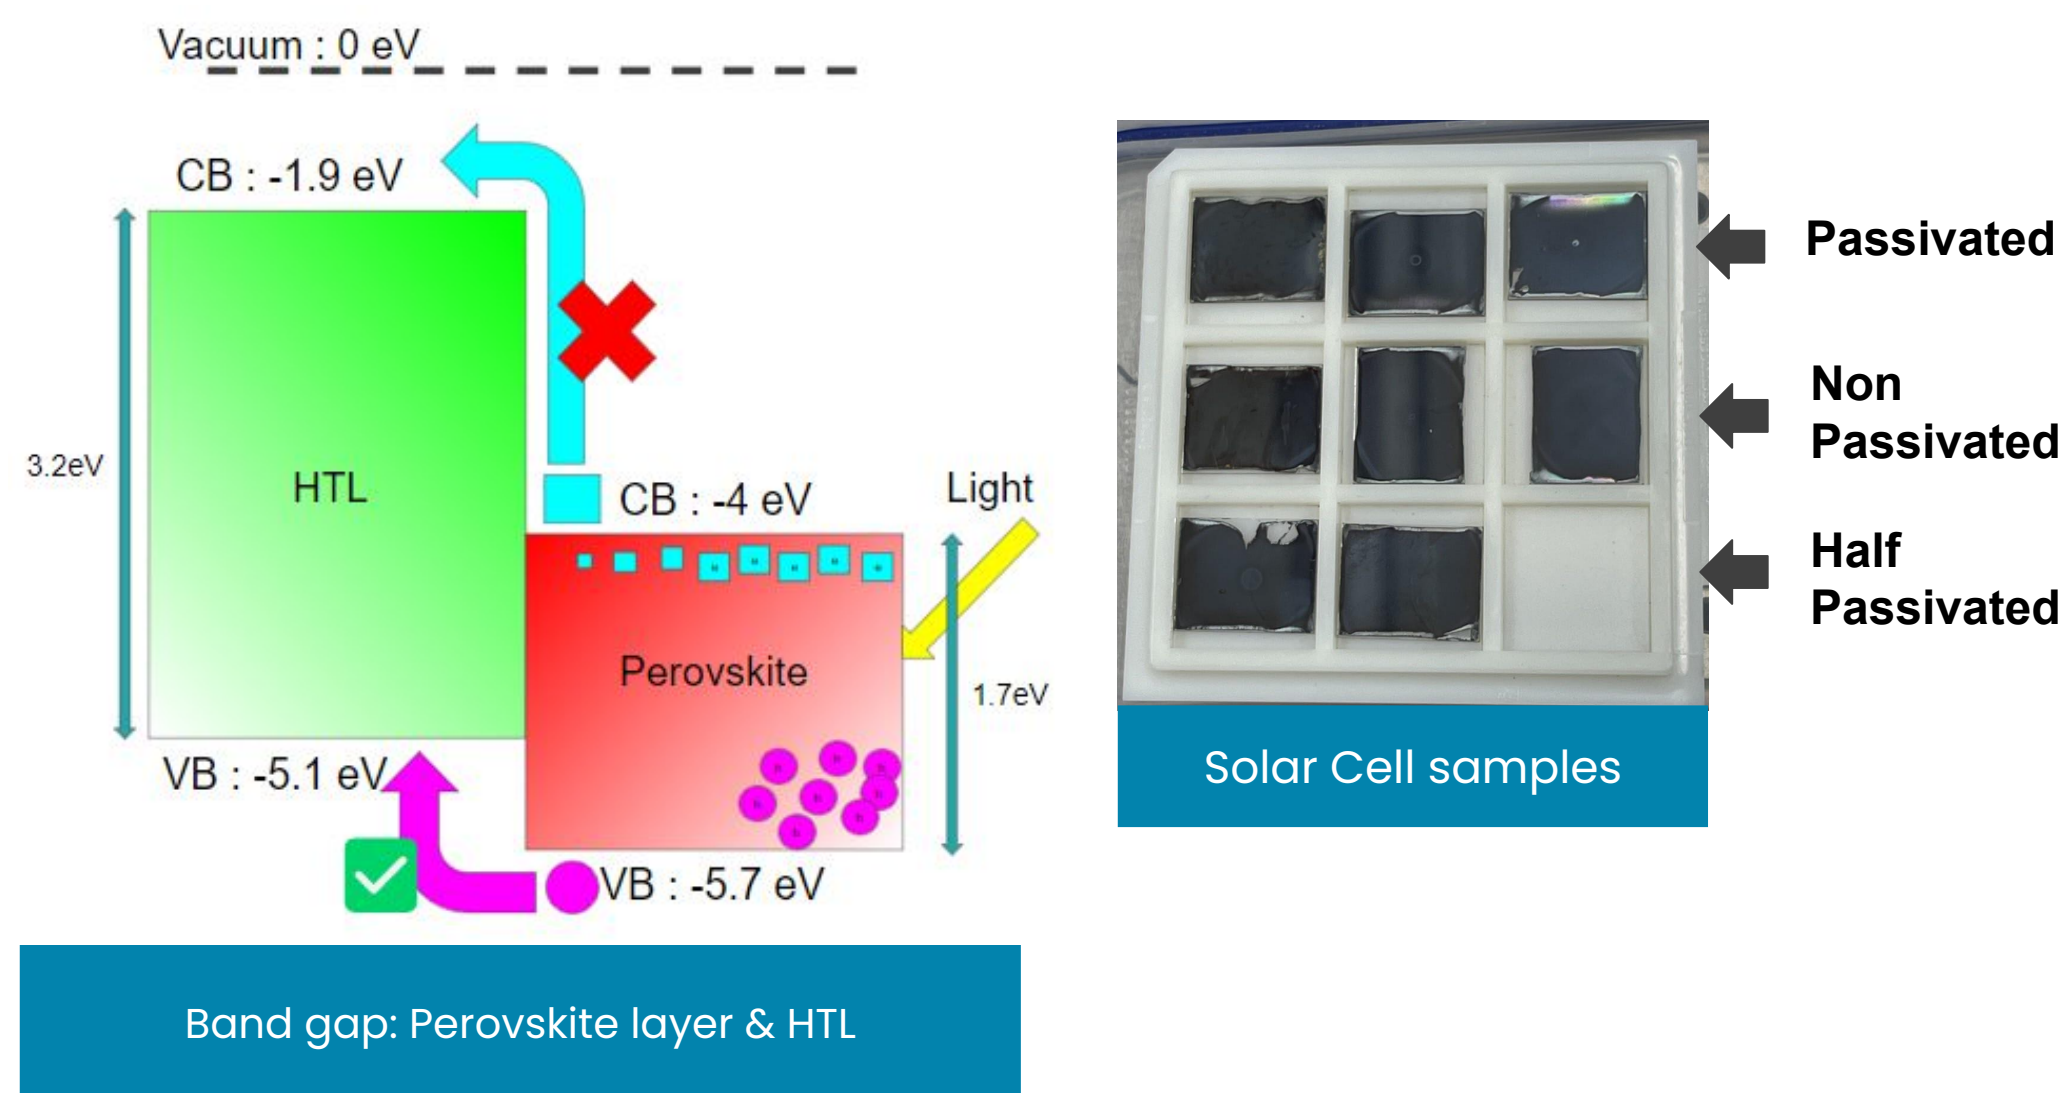 Vacuum : 0 eV
CB : -1.9 eV
3.2eV
HTL
CB : -4 eV
Light
Perovskite
1.7eV
VB : -5.1 eV
VB : -5.7 eV
Band gap: Perovskite layer & HTL
Passivated
Non
Passivated
Half
Passivated
Solar Cell samples